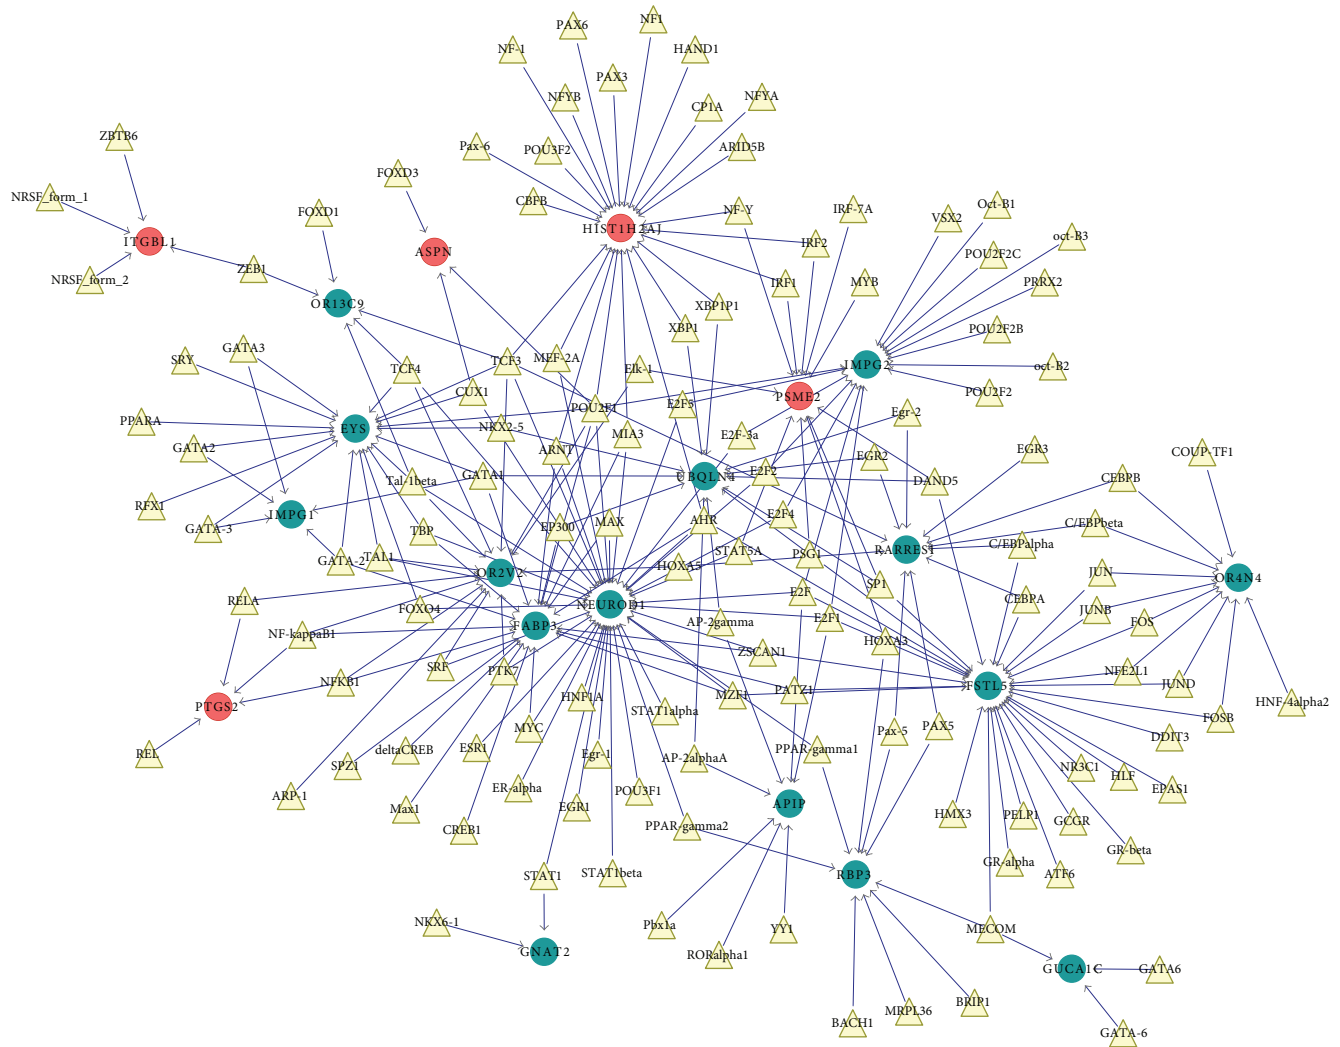 NF1
PAX6
NF-1
HAND1
PAX3
NFYB
NFYA
CP1A
ZBTB6
Pax-6
POU3F2
ARID5B
FOXD3
NRSF_form_1
CBFB
FOXD1
NF-Y
IRF-7A
Oct-B1
VSX2
HIST1H2AJ
oct-B3
ITGBL1
ASPN
IRF2
POU2F2C
ZEB1
NRSF_form_2
IRF1
MYB
PRRX2
OR13C9
XBP1P1
XBP1
POU2F2B
GATA3
SRY
TCF4
TCF3
MEF-2A
Elk-1
IMPG2
oct-B2
CUX1
POU2F1
E2F3
PSME2
POU2F2
PPARA
EYS
NKX2-5
MIA3
E2F-3a
Egr-2
GATA2
ARNT
EGR2
EGR3
COUP-TF1
Tal-1beta
GATA1
UBQLN4
E2F2
DAND5
CEBPB
RFX1
GATA-3
IMPG1
TBP
EP300
MAX
AHR
E2F4
C/EBPbeta
GATA-2
TAL1
OR2V2
HOXA5
STAT5A
PSG1
RARRES1
C/EBPalpha
JUN
OR4N4
RELA
FOXO4
NEUROD1
E2F
SP1
CEBPA
JUNB
FOS
NF-kappaB1
FABP3
AP-2gamma
E2F1
HOXA3
SRF
PTK7
ZSCAN1
NFE2L1
NFKB1
HNF1A
MZF1
PATZ1
FSTL5
JUND
HNF-4alpha2
PTGS2
STAT1alpha
FOSB
REL
SPZ1
deltaCREB
ESR1
MYC
Egr-1
AP-2alphaA
PPAR-gamma1
Pax-5
PAX5
DDIT3
NR3C1
HLF
EPAS1
ARP-1
Max1
ER-alpha
EGR1
POU3F1
APIP
HMX3
PELP1
GCGR
CREB1
PPAR-gamma2
GR-beta
GR-alpha
ATF6
STAT1
STAT1beta
RBP3
NKX6-1
Pbx1a
YY1
MECOM
GNAT2
RORalpha1
GUCA1C
GATA6
BACH1
MRPL36
BRIP1
GATA-6